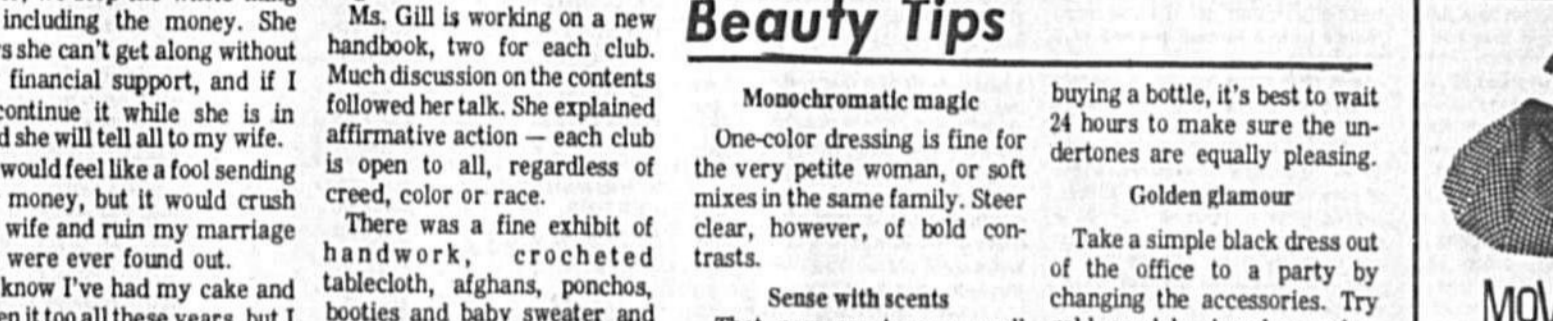 including the money. She
she can't get along without
financial support, and if I
continue it while she is in
she will tell all to my wife.
would feel like a fool sending
money, but it would crush
wife and ruin my marriage
were ever found out.
know I've had my cake and
it too all these years, but I
Ms. Gill is working on a new
handbook, two for each club.
Much discussion on the contents
followed her talk. She explained
affirmative action — each club
is open to all, regardless of
creed, color or race.
There was a fine exhibit of
handwork, crocheted
tablecloth, afghans, ponchos,
booties and baby sweater and
Beauty Tips
Monochromatic magic
One-color dressing is fine for
the very petite woman, or soft
mixes in the same family. Steer
clear, however, of bold con-
trasts.
Sense with scents
buying a bottle, it's best to wait
24 hours to make sure the un-
dertones are equally pleasing.
Golden glamour
Take a simple black dress out
of the office to a party by
changing the accessories. Try